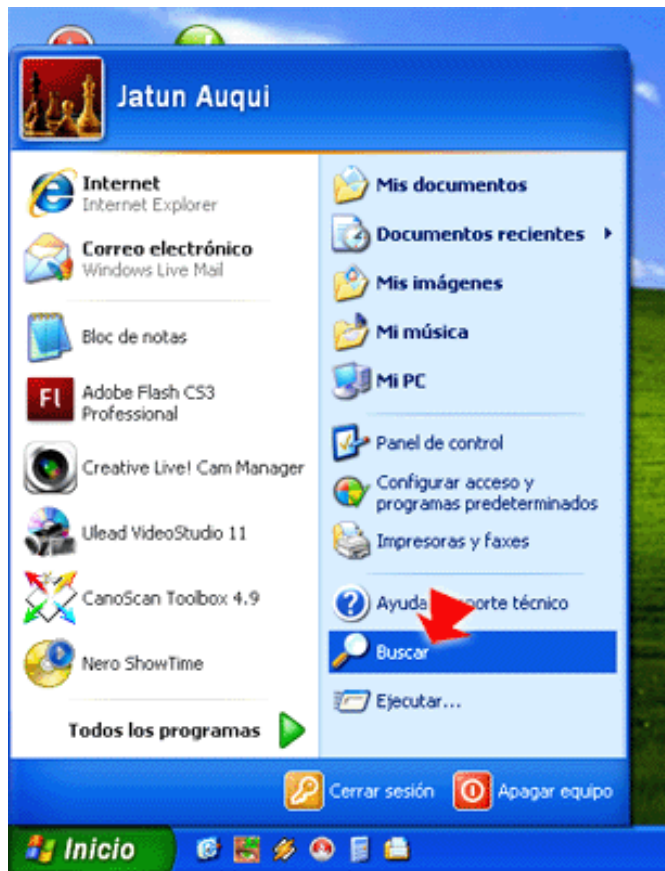 Jatun Auqui
Internet
Internet Explorer
Correo electrónico
Windows Live Mail
Bloc de notas
FL
Adobe Flash CS3
Professional
Creative Live! Cam Manager
Ulead VideoStudio 11
CanoScan Toolbox 4.9
Nero ShowTime
Todos los programas
Mis documentos
Documentos recientes
Mis imágenes
Mi música
Mi PC
Panel de control
Configurar acceso y
programas predeterminados
Impresoras y faxes
Ayuda técnico
Buscar
Ejecutar...
Cerrar sesión
Apagar equipo
Inicio